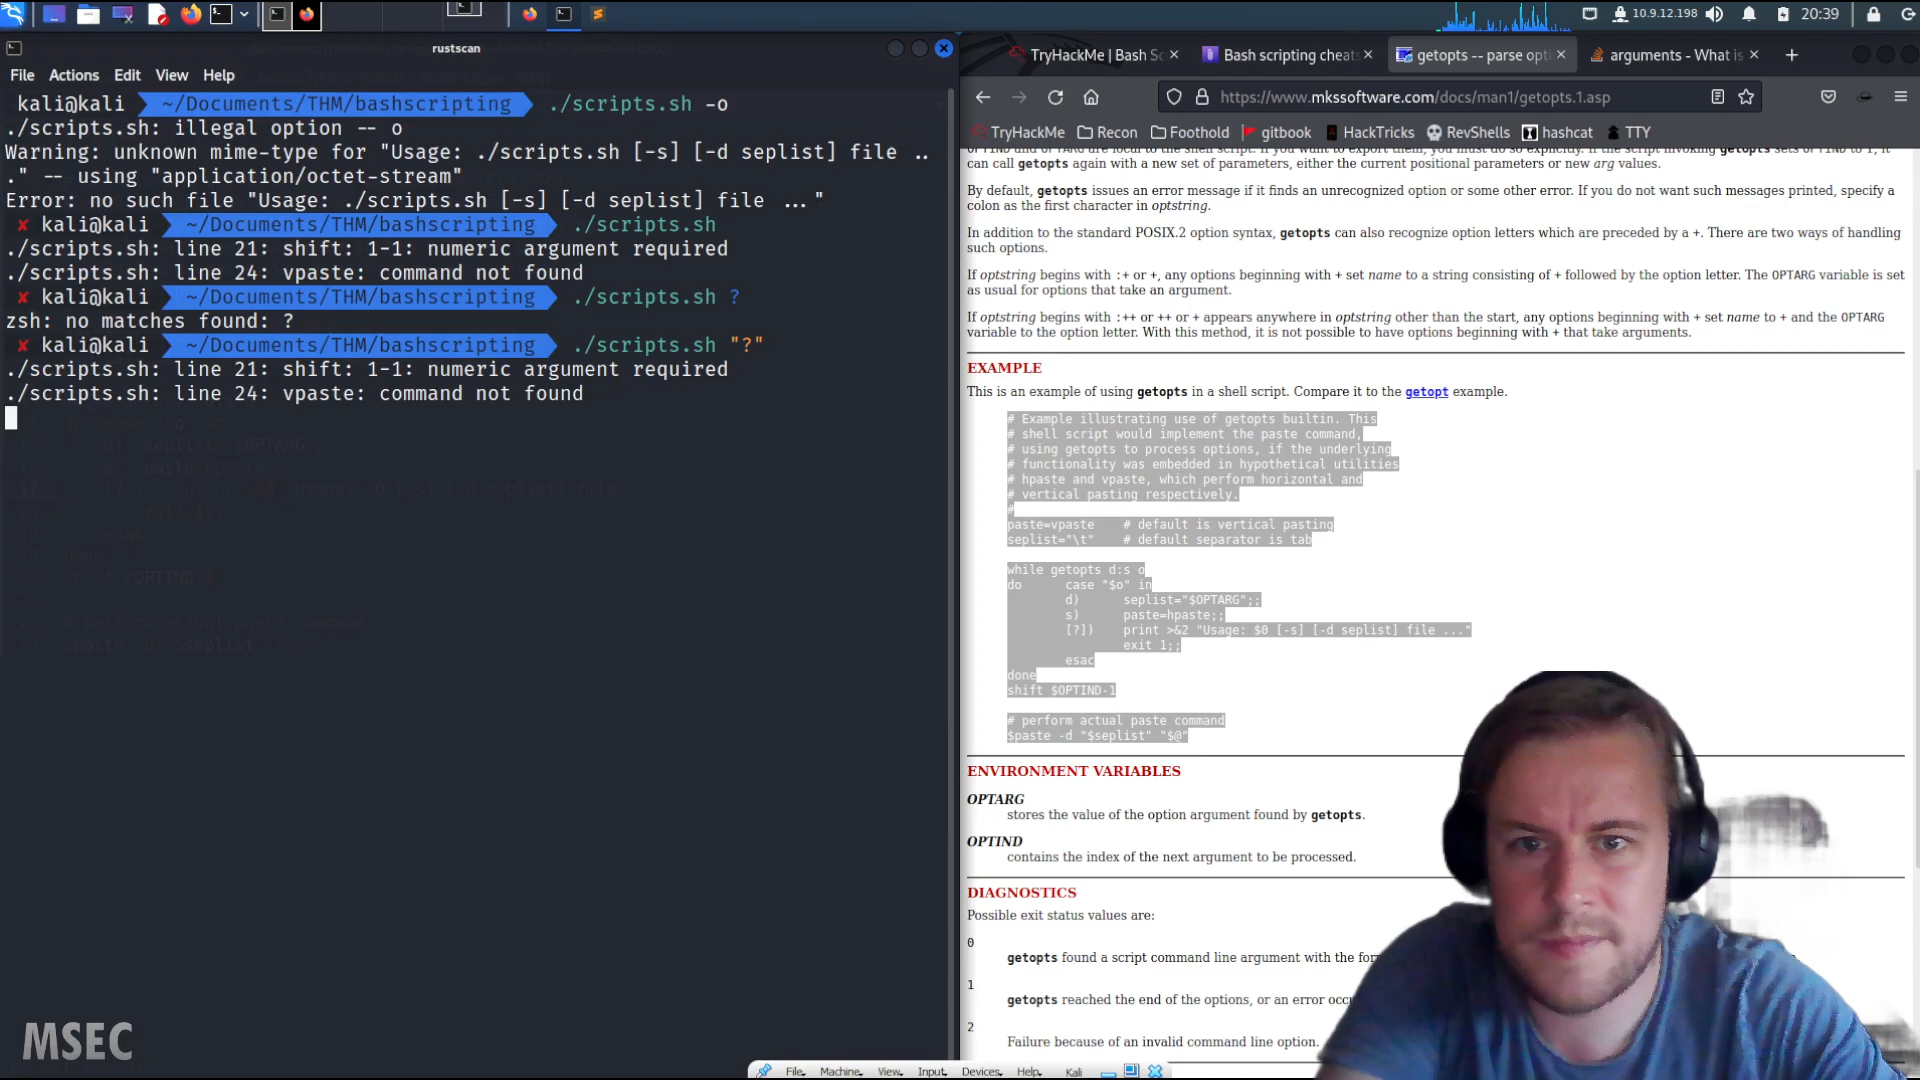 10.9.12.198
20:39
rustscan
File Actions Edit View Help
kali@kali ~/Documents/THM/bashscripting ./scripts.sh -o
./scripts.sh: illegal option -- o
Warning: unknown mime-type for "Usage: ./scripts.sh [-s] [-d seplist] file ..
." -- using "application/octet-stream"
Error: no such file "Usage: ./scripts.sh [-s] [-d seplist] file ..."
✘ kali@kali ~/Documents/THM/bashscripting ./scripts.sh
./scripts.sh: line 21: shift: 1-1: numeric argument required
./scripts.sh: line 24: vpaste: command not found
✘ kali@kali ~/Documents/THM/bashscripting ./scripts.sh ?
zsh: no matches found: ?
✘ kali@kali ~/Documents/THM/bashscripting ./scripts.sh "?"
./scripts.sh: line 21: shift: 1-1: numeric argument required
./scripts.sh: line 24: vpaste: command not found
seplist="$OPTARG"
paste=hpaste;;
done
shift $OPTIND-1
# perform actual paste command
MSEC
TryHackMe | Bash Sc
Bash scripting cheats
getopts -- parse opti
arguments - What is
https://www.mkssoftware.com/docs/man1/getopts.1.asp
TryHackMe Recon Foothold gitbook HackTricks RevShells hashcat TTY
can call getopts again with a new set of parameters, either the current positional parameters or new arg values.
By default, getopts issues an error message if it finds an unrecognized option or some other error. If you do not want such messages printed, specify a
colon as the first character in optstring.
In addition to the standard POSIX.2 option syntax, getopts can also recognize option letters which are preceded by a +. There are two ways of handling
such options.
If optstring begins with :+ or +, any options beginning with + set name to a string consisting of + followed by the option letter. The OPTARG variable is set
as usual for options that take an argument.
If optstring begins with :++ or ++ or + appears anywhere in optstring other than the start, any options beginning with + set name to + and the OPTARG
variable to the option letter. With this method, it is not possible to have options beginning with + that take arguments.
EXAMPLE
This is an example of using getopts in a shell script. Compare it to the getopt example.
# Example illustrating use of getopts builtin. This
# shell script would implement the paste command,
# using getopts to process options, if the underlying
# functionality was embedded in hypothetical utilities
# hpaste and vpaste, which perform horizontal and
# vertical pasting respectively.
#
paste=vpaste # default is vertical pasting
seplist="\t" # default separator is tab
while getopts d:s o
do case "$o" in
d) seplist="$OPTARG";;
s) paste=hpaste;;
[?]) print >&2 "Usage: $0 [-s] [-d seplist] file ..."
exit 1;;
esac
done
shift $OPTIND-1
# perform actual paste command
$paste -d "$seplist" "$@"
ENVIRONMENT VARIABLES
OPTARG
stores the value of the option argument found by getopts.
OPTIND
contains the index of the next argument to be processed.
DIAGNOSTICS
Possible exit status values are:
0
getopts found a script command line argument with the for
1
getopts reached the end of the options, or an error occu
2
Failure because of an invalid command line option.
File Machine View Input Devices Help Kali